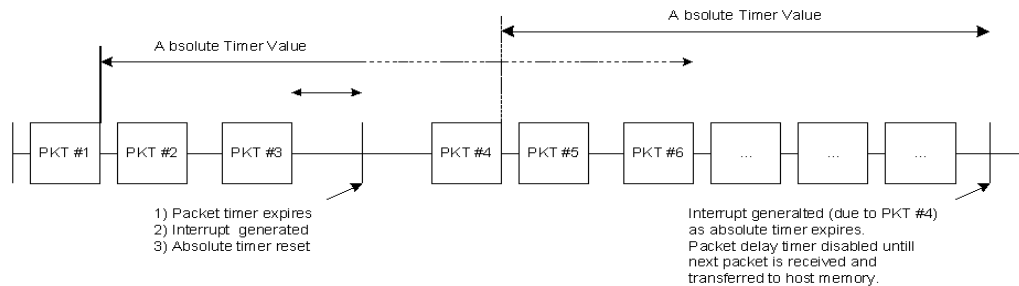 A bsolute Timer Value
A bsolute Timer Value
PKT #1
PKT #2
PKT #3
PKT #4
PKT #5
PKT #6
...
...
...
1) Packet timer expires
2) Interrupt generated
3) Absolute timer reset
Interrupt generalted (due to PKT #4)
as absolute timer expires.
Packet delay timer disabled untill
next packet is received and
transferred to host memory.